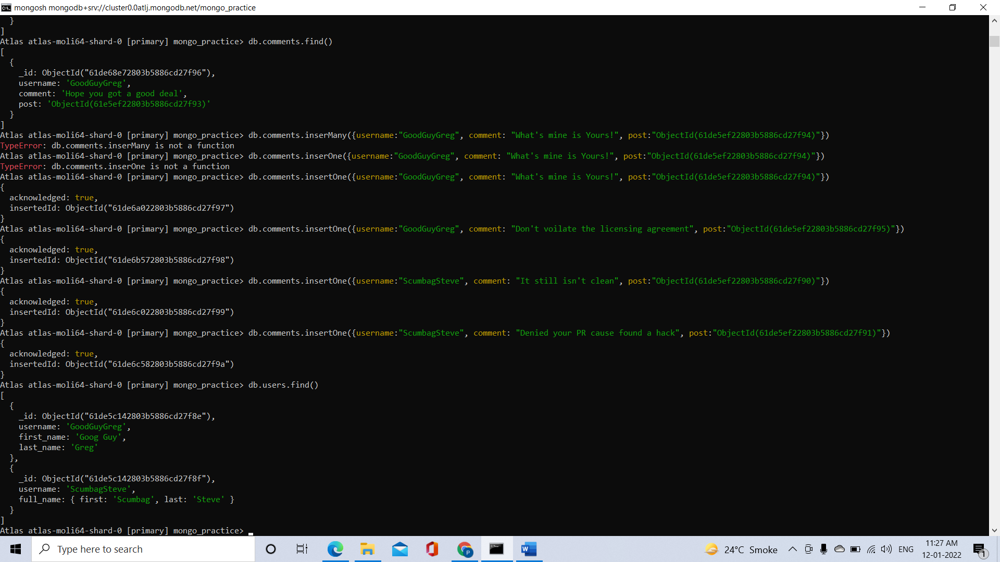 mongosh mongodb+srv://cluster0.0atlj.mongodb.net/mongo_practice
}
]
Atlas atlas-moli64-shard-0 [primary] mongo_practice> db.comments.find()
[
{
_id: ObjectId("61de68e72803b5886cd27f96"),
username: 'GoodGuyGreg',
comment: 'Hope you got a good deal',
post: 'ObjectId(61e5ef22803b5886cd27f93)'
}
]
Atlas atlas-moli64-shard-0 [primary] mongo_practice> db.comments.inserMany({username:"GoodGuyGreg", comment: "What's mine is Yours!", post:"ObjectId(61de5ef22803b5886cd27f94)"})
TypeError: db.comments.inserMany is not a function
Atlas atlas-moli64-shard-0 [primary] mongo_practice> db.comments.inserOne({username:"GoodGuyGreg", comment: "What's mine is Yours!", post:"ObjectId(61de5ef22803b5886cd27f94)"})
TypeError: db.comments.inserOne is not a function
Atlas atlas-moli64-shard-0 [primary] mongo_practice> db.comments.insertOne({username:"GoodGuyGreg", comment: "What's mine is Yours!", post:"ObjectId(61de5ef22803b5886cd27f94)"})
{
acknowledged: true,
insertedId: ObjectId("61de6a022803b5886cd27f97")
}
Atlas atlas-moli64-shard-0 [primary] mongo_practice> db.comments.insertOne({username:"GoodGuyGreg", comment: "Don't voilate the licensing agreement", post:"ObjectId(61de5ef22803b5886cd27f95)"})
{
acknowledged: true,
insertedId: ObjectId("61de6b572803b5886cd27f98")
}
Atlas atlas-moli64-shard-0 [primary] mongo_practice> db.comments.insertOne({username:"ScumbagSteve", comment: "It still isn't clean", post:"ObjectId(61de5ef22803b5886cd27f90)"})
{
acknowledged: true,
insertedId: ObjectId("61de6c022803b5886cd27f99")
}
Atlas atlas-moli64-shard-0 [primary] mongo_practice> db.comments.insertOne({username:"ScumbagSteve", comment: "Denied your PR cause found a hack", post:"ObjectId(61de5ef22803b5886cd27f91)"})
{
acknowledged: true,
insertedId: ObjectId("61de6c582803b5886cd27f9a")
}
Atlas atlas-moli64-shard-0 [primary] mongo_practice> db.users.find()
[
{
_id: ObjectId("61de5c142803b5886cd27f8e"),
username: 'GoodGuyGreg',
first_name: 'Goog Guy',
last_name: 'Greg'
},
{
_id: ObjectId("61de5c142803b5886cd27f8f"),
username: 'ScumbagSteve',
full_name: { first: 'Scumbag', last: 'Steve' }
}
]
Atlas atlas-moli64-shard-0 [primary] mongo_practice>
Type here to search
24°C Smoke
ENG
11:27 AM
12-01-2022
1